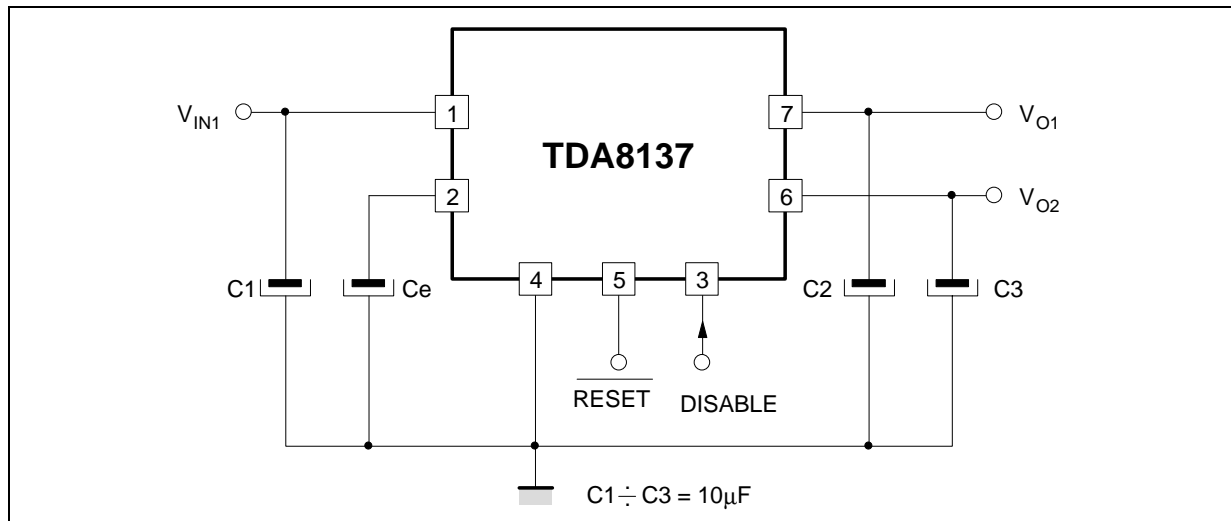 V_IN1
1
TDA8137
7
V_O1
2
6
V_O2
C1
Ce
4
5
3
C2
C3
RESET
DISABLE
C1 ÷ C3 = 10μF